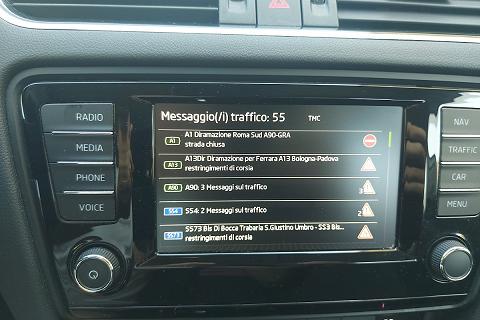 Messaggio(/i) traffico: 55 TMC
A1 Diramazione Roma Sud A90-GRA
A1 strada chiusa
A13Dir Diramazione per Ferrara A13 Bologna-Padova
A13 restringimenti di corsia
A90 A90: 3 Messaggi sul traffico 3
SS4 SS4: 2 Messaggi sul traffico 2
SS73 Bis Di Bocca Trabaria S.Giustino Umbro - SS3 Bis...
SS73 restringimenti di corsia
RADIO
MEDIA
PHONE
VOICE
NAV
TRAFFIC
CAR
MENU